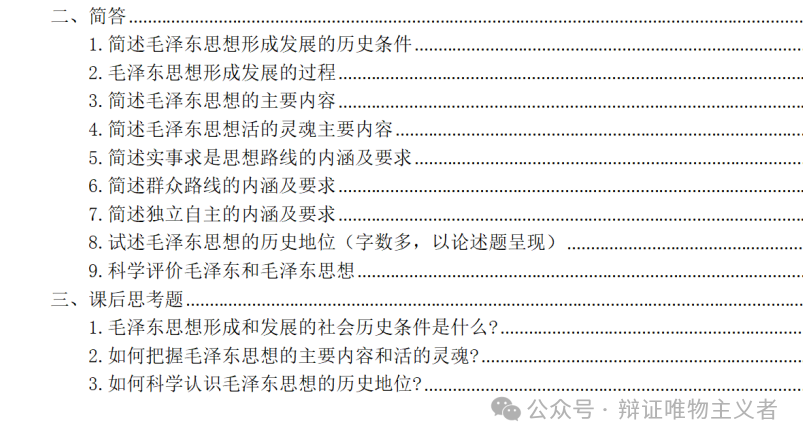 二、简答................................................................................
1.简述毛泽东思想形成发展的历史条件................................................................................
2.毛泽东思想形成发展的过程................................................................................
3.简述毛泽东思想的主要内容................................................................................
4.简述毛泽东思想活的灵魂主要内容................................................................................
5.简述实事求是思想路线的内涵及要求................................................................................
6.简述群众路线的内涵及要求................................................................................
7.简述独立自主的内涵及要求................................................................................
8.试述毛泽东思想的历史地位（字数多，以论述题呈现）................................................................................
9.科学评价毛泽东和毛泽东思想................................................................................
三、课后思考题................................................................................
1.毛泽东思想形成和发展的社会历史条件是什么?................................................................................
2.如何把握毛泽东思想的主要内容和活的灵魂?................................................................................
3.如何科学认识毛泽东思想的历史地位?................................................................................
公众号·辩证唯物主义者